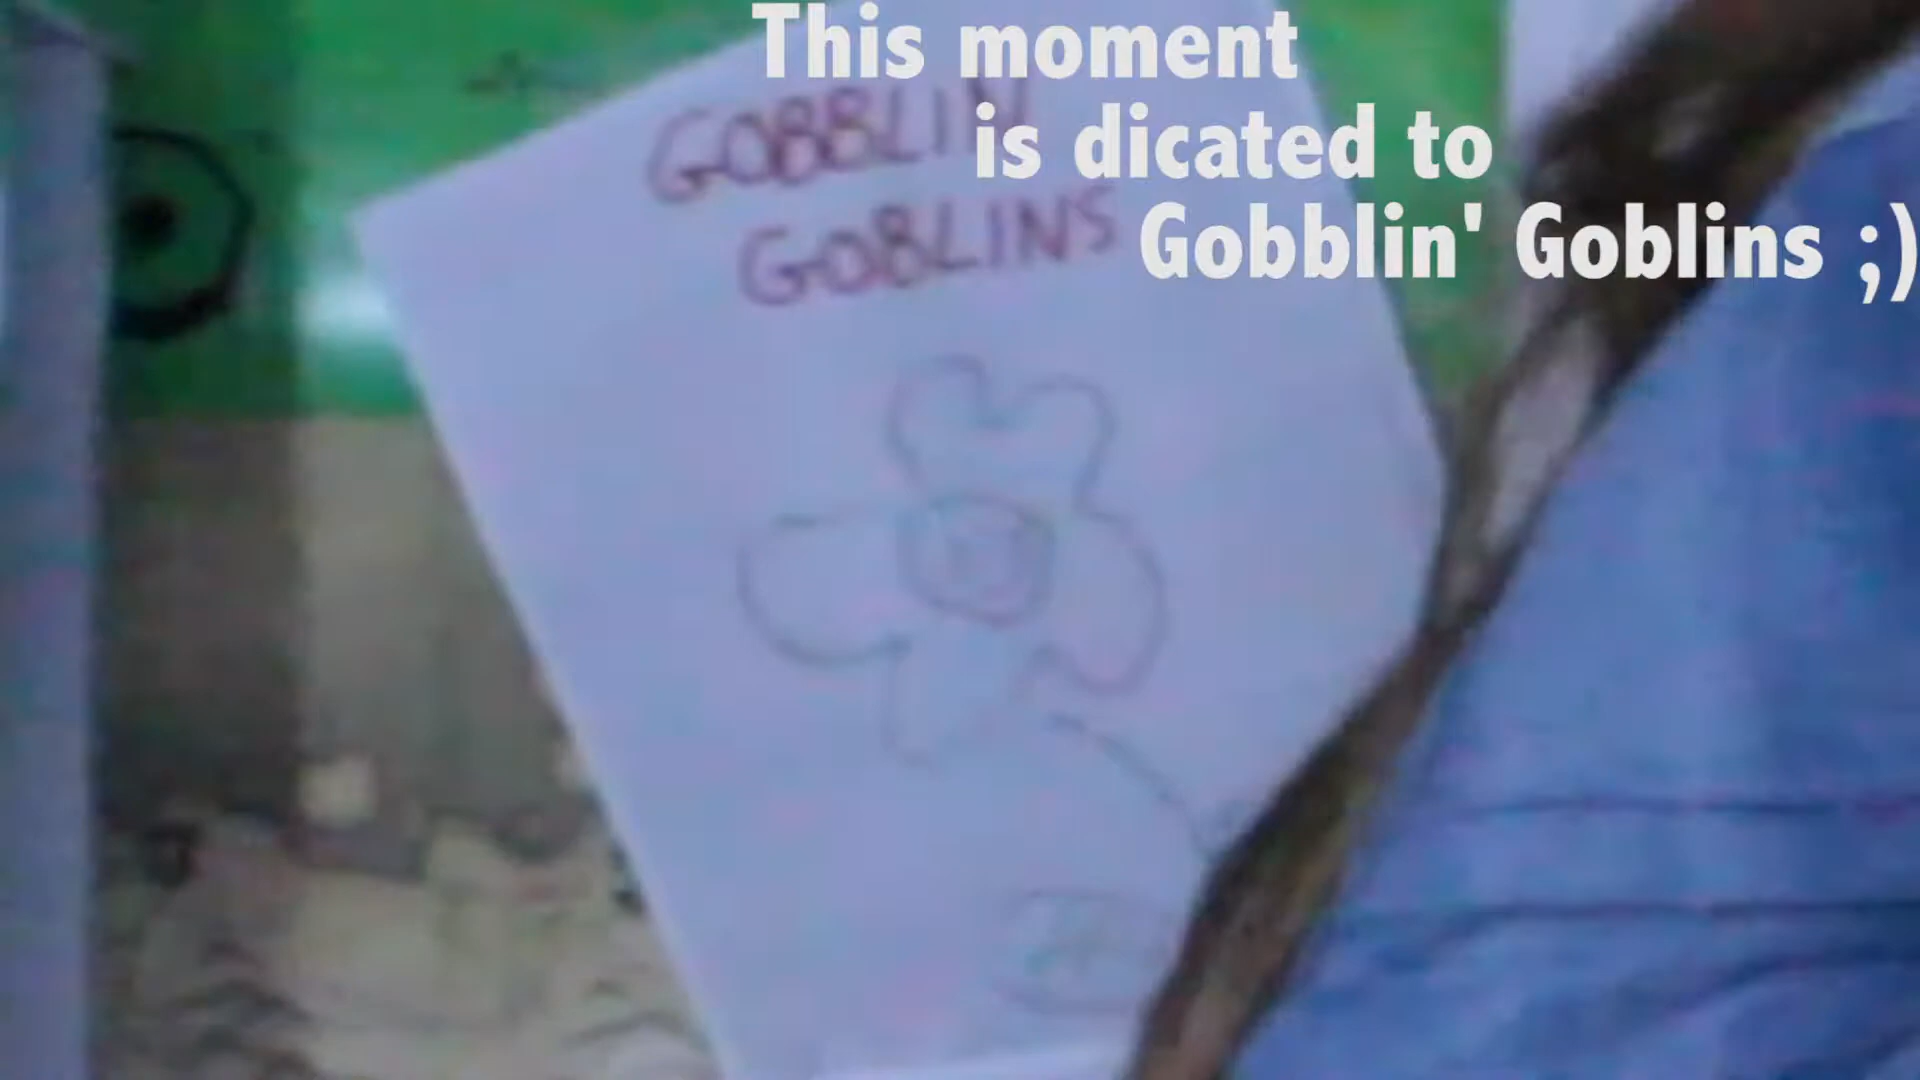 This moment
is dicated to
Gobblin' Goblins ;)
GOBBLIN
GOBLINS